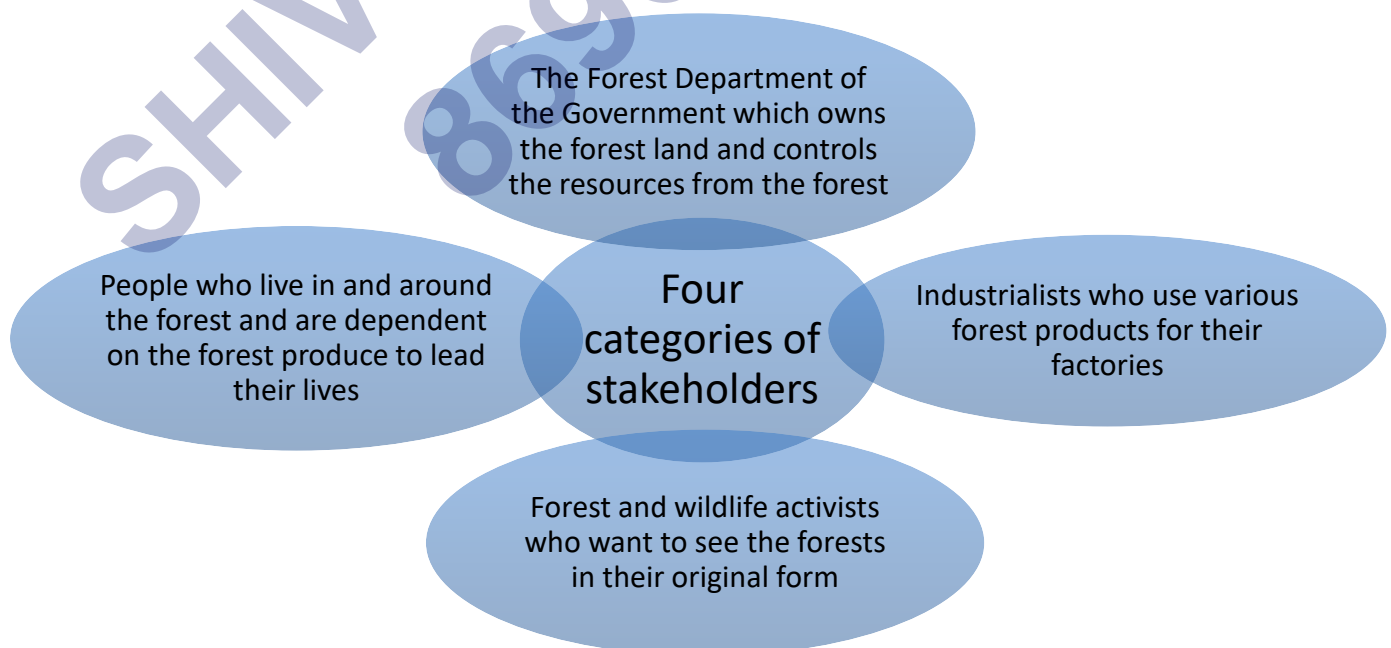 SHIV
869
The Forest Department of
the Government which owns
the forest land and controls
the resources from the forest
People who live in and around
the forest and are dependent
on the forest produce to lead
their lives
Four
categories of
stakeholders
Industrialists who use various
forest products for their
factories
Forest and wildlife activists
who want to see the forests
in their original form